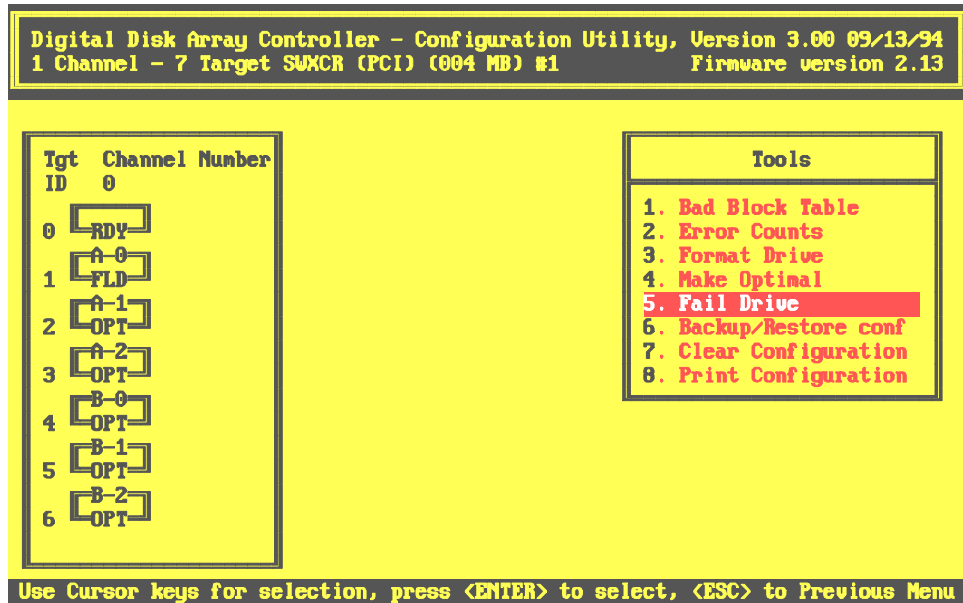 Digital Disk Array Controller - Configuration Utility, Version 3.00 09/13/94
1 Channel - 7 Target SWXCR (PCI) (004 MB) #1 Firmware version 2.13
Tgt Channel Number
ID 0
0 RDY
A-0
1 FLD
A-1
2 OPT
A-2
3 OPT
B-0
4 OPT
B-1
5 OPT
B-2
6 OPT
Tools
1. Bad Block Table
2. Error Counts
3. Format Drive
4. Make Optimal
5. Fail Drive
6. Backup/Restore conf
7. Clear Configuration
8. Print Configuration
Use Cursor keys for selection, press <ENTER> to select, <ESC> to Previous Menu